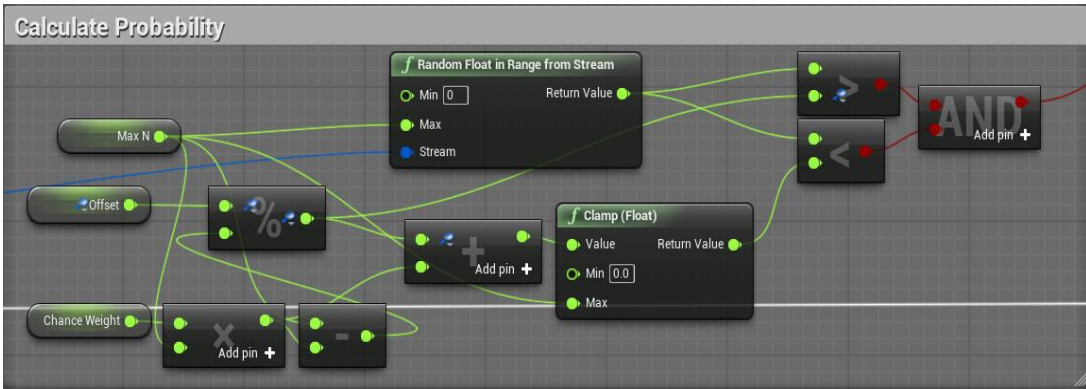 Calculate Probability
f Random Float in Range from Stream
Min 0
Return Value
Max
Stream
Max N
Offset
%
>
<
AND
Add pin +
+
Add pin +
f Clamp (Float)
Value
Return Value
Min 0.0
Max
Chance Weight
×
Add pin +
-